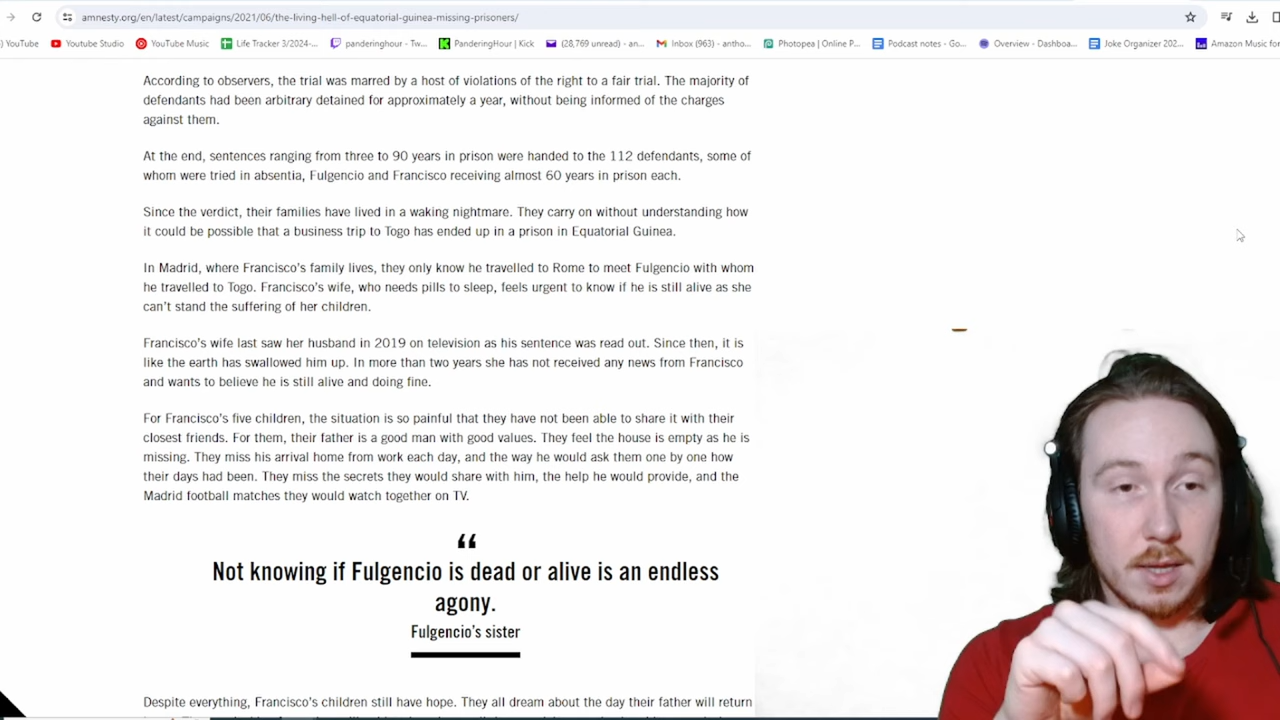 amnesty.org/en/latest/campaigns/2021/06/the-living-hell-of-equatorial-guinea-missing-prisoners/
YouTube YouTube Studio YouTube Music Life Tracker 3/2024-... panderinghour - Tw... PanderingHour | Kick (28,769 unread) - an... Inbox (963) - antho... Photopea | Online P... Podcast notes - Go... Overview - Dashboa... Joke Organizer 202... Amazon Music for
According to observers, the trial was marred by a host of violations of the right to a fair trial. The majority of
defendants had been arbitrary detained for approximately a year, without being informed of the charges
against them.
At the end, sentences ranging from three to 90 years in prison were handed to the 112 defendants, some of
whom were tried in absentia, Fulgencio and Francisco receiving almost 60 years in prison each.
Since the verdict, their families have lived in a waking nightmare. They carry on without understanding how
it could be possible that a business trip to Togo has ended up in a prison in Equatorial Guinea.
In Madrid, where Francisco's family lives, they only know he travelled to Rome to meet Fulgencio with whom
he travelled to Togo. Francisco's wife, who needs pills to sleep, feels urgent to know if he is still alive as she
can't stand the suffering of her children.
Francisco's wife last saw her husband in 2019 on television as his sentence was read out. Since then, it is
like the earth has swallowed him up. In more than two years she has not received any news from Francisco
and wants to believe he is still alive and doing fine.
For Francisco's five children, the situation is so painful that they have not been able to share it with their
closest friends. For them, their father is a good man with good values. They feel the house is empty as he is
missing. They miss his arrival home from work each day, and the way he would ask them one by one how
their days had been. They miss the secrets they would share with him, the help he would provide, and the
Madrid football matches they would watch together on TV.
“
Not knowing if Fulgencio is dead or alive is an endless
agony.
Fulgencio's sister
Despite everything, Francisco's children still have hope. They all dream about the day their father will return